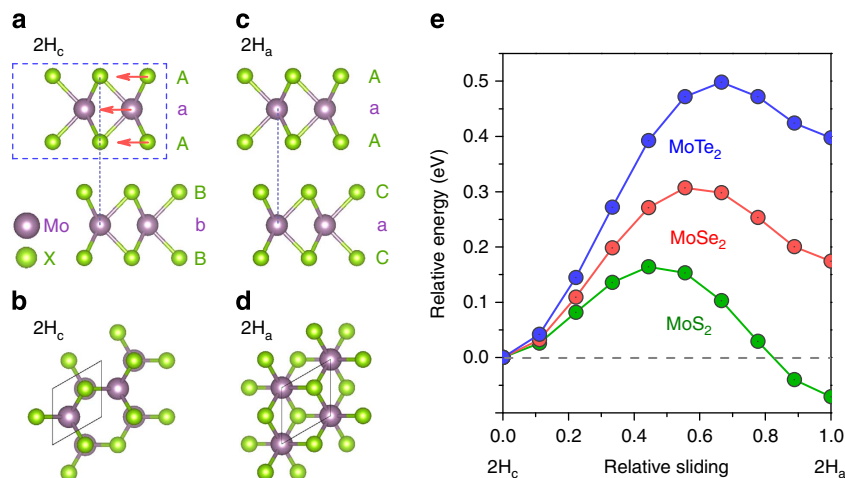 a
2Hc
A
a
A
B
b
B
Mo
X
c
2Ha
A
a
A
C
a
C
b
2Hc
d
2Ha
e
Relative energy (eV)
0.5
0.4
0.3
0.2
0.1
0.0
MoTe2
MoSe2
MoS2
0.0 0.2 0.4 0.6 0.8 1.0
2Hc Relative sliding 2Ha